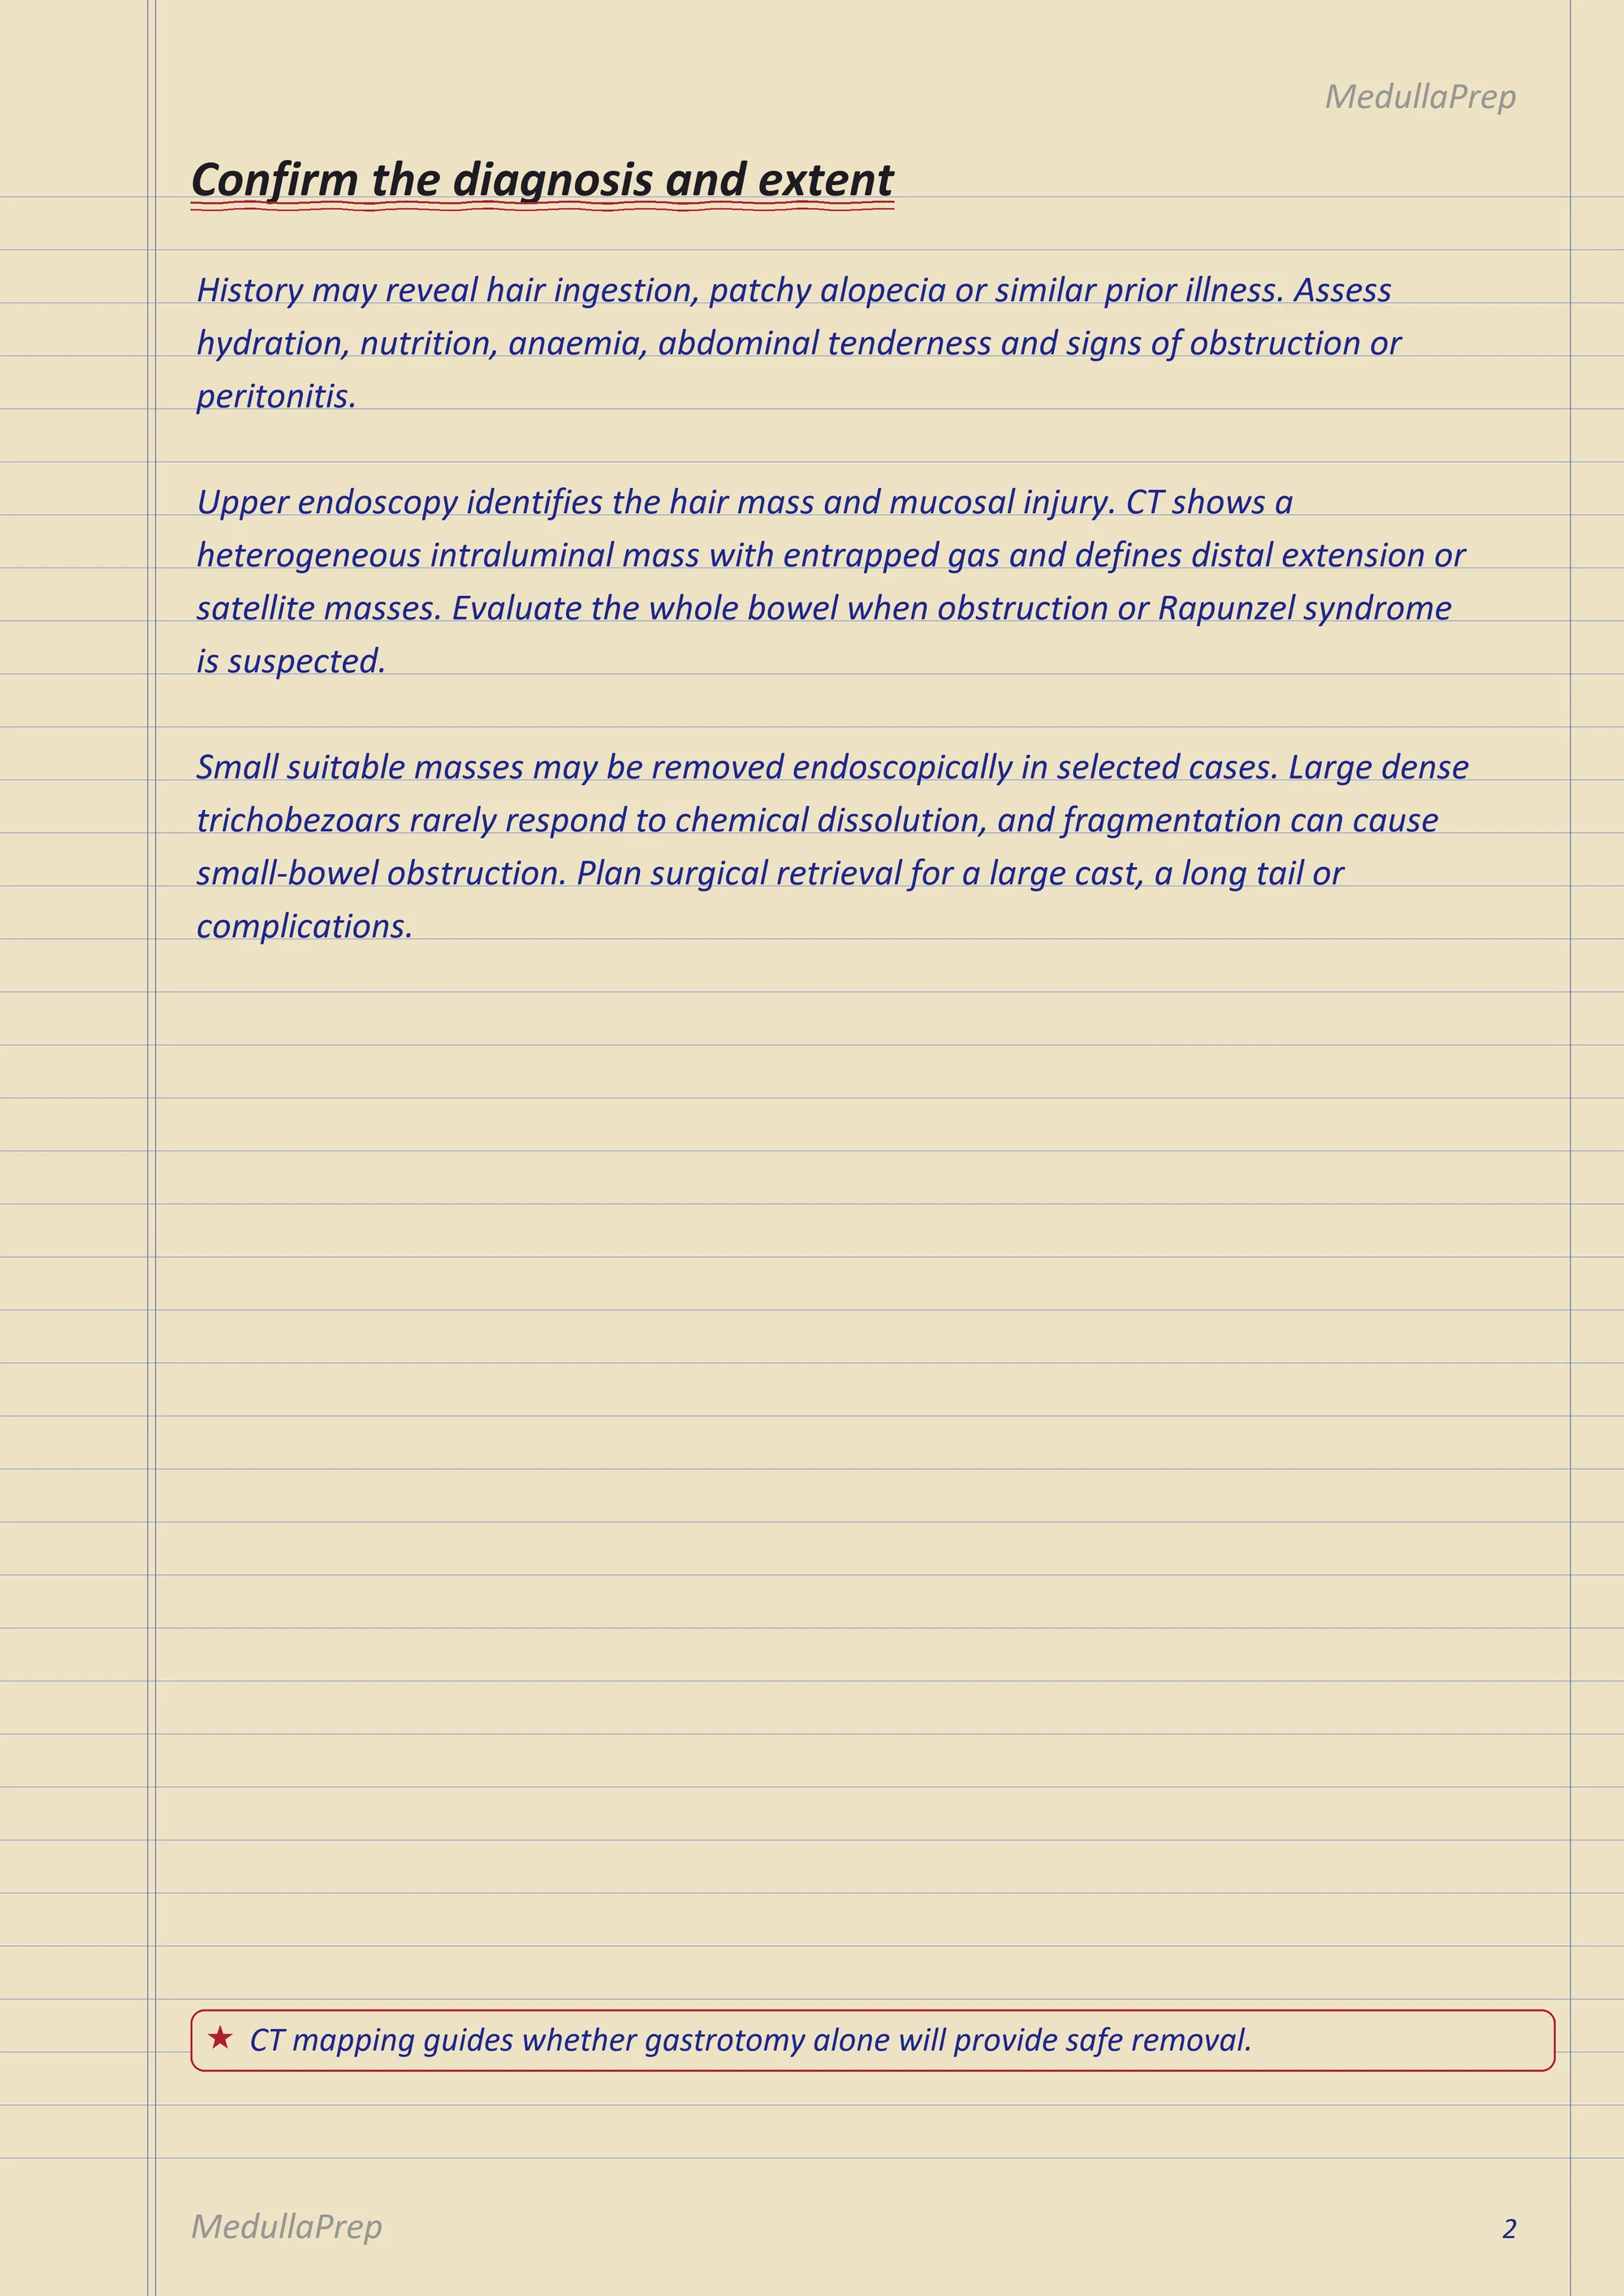 MedullaPrep
Confirm the diagnosis and extent
History may reveal hair ingestion, patchy alopecia or similar prior illness. Assess
hydration, nutrition, anaemia, abdominal tenderness and signs of obstruction or
peritonitis.
Upper endoscopy identifies the hair mass and mucosal injury. CT shows a
heterogeneous intraluminal mass with entrapped gas and defines distal extension or
satellite masses. Evaluate the whole bowel when obstruction or Rapunzel syndrome
is suspected.
Small suitable masses may be removed endoscopically in selected cases. Large dense
trichobezoars rarely respond to chemical dissolution, and fragmentation can cause
small-bowel obstruction. Plan surgical retrieval for a large cast, a long tail or
complications.
★ CT mapping guides whether gastrotomy alone will provide safe removal.
MedullaPrep
2